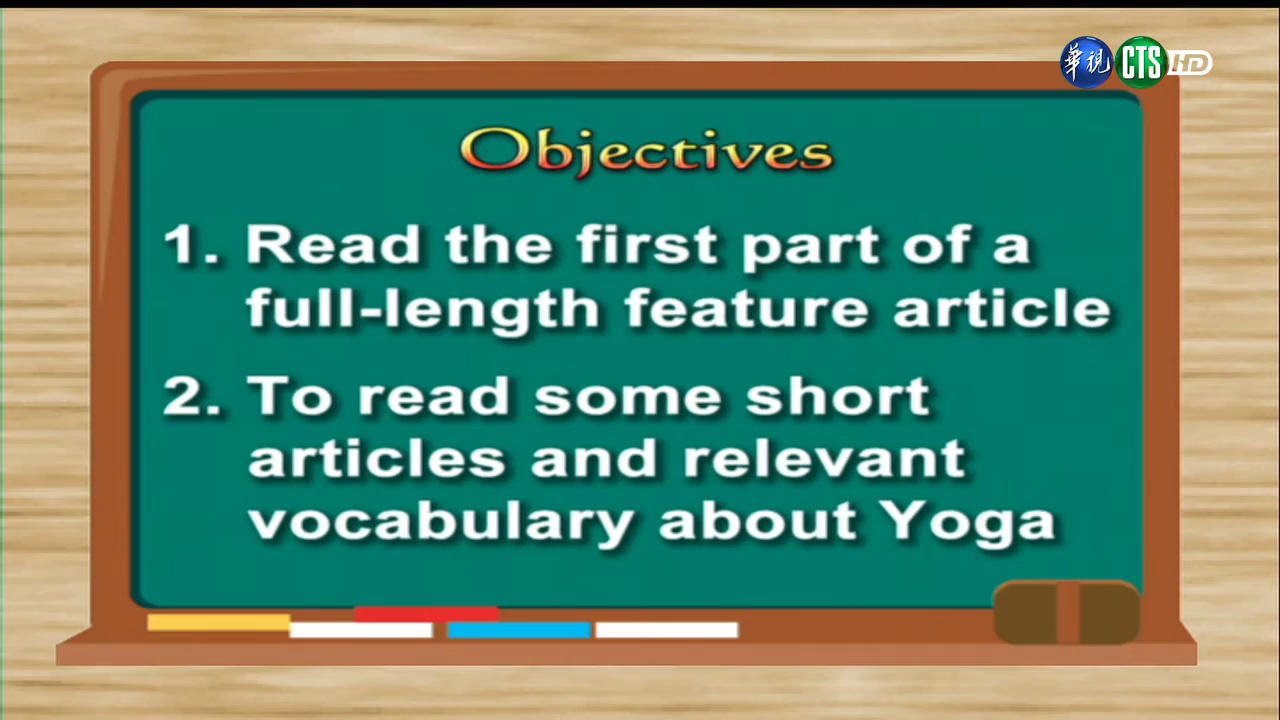 華視 CTS HD
Objectives
1. Read the first part of a
full-length feature article
2. To read some short
articles and relevant
vocabulary about Yoga